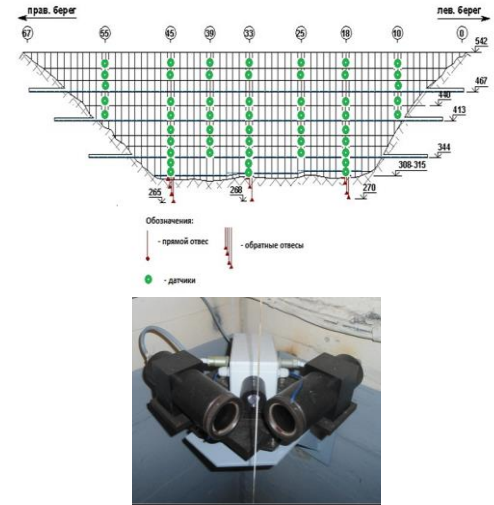 прав. берег лев. берег
67 55 45 39 33 25 18 10 0
542
467
440
413
344
308-315
265 268 270
Обозначения:
- прямой отвес - обратные отвесы
- датчики